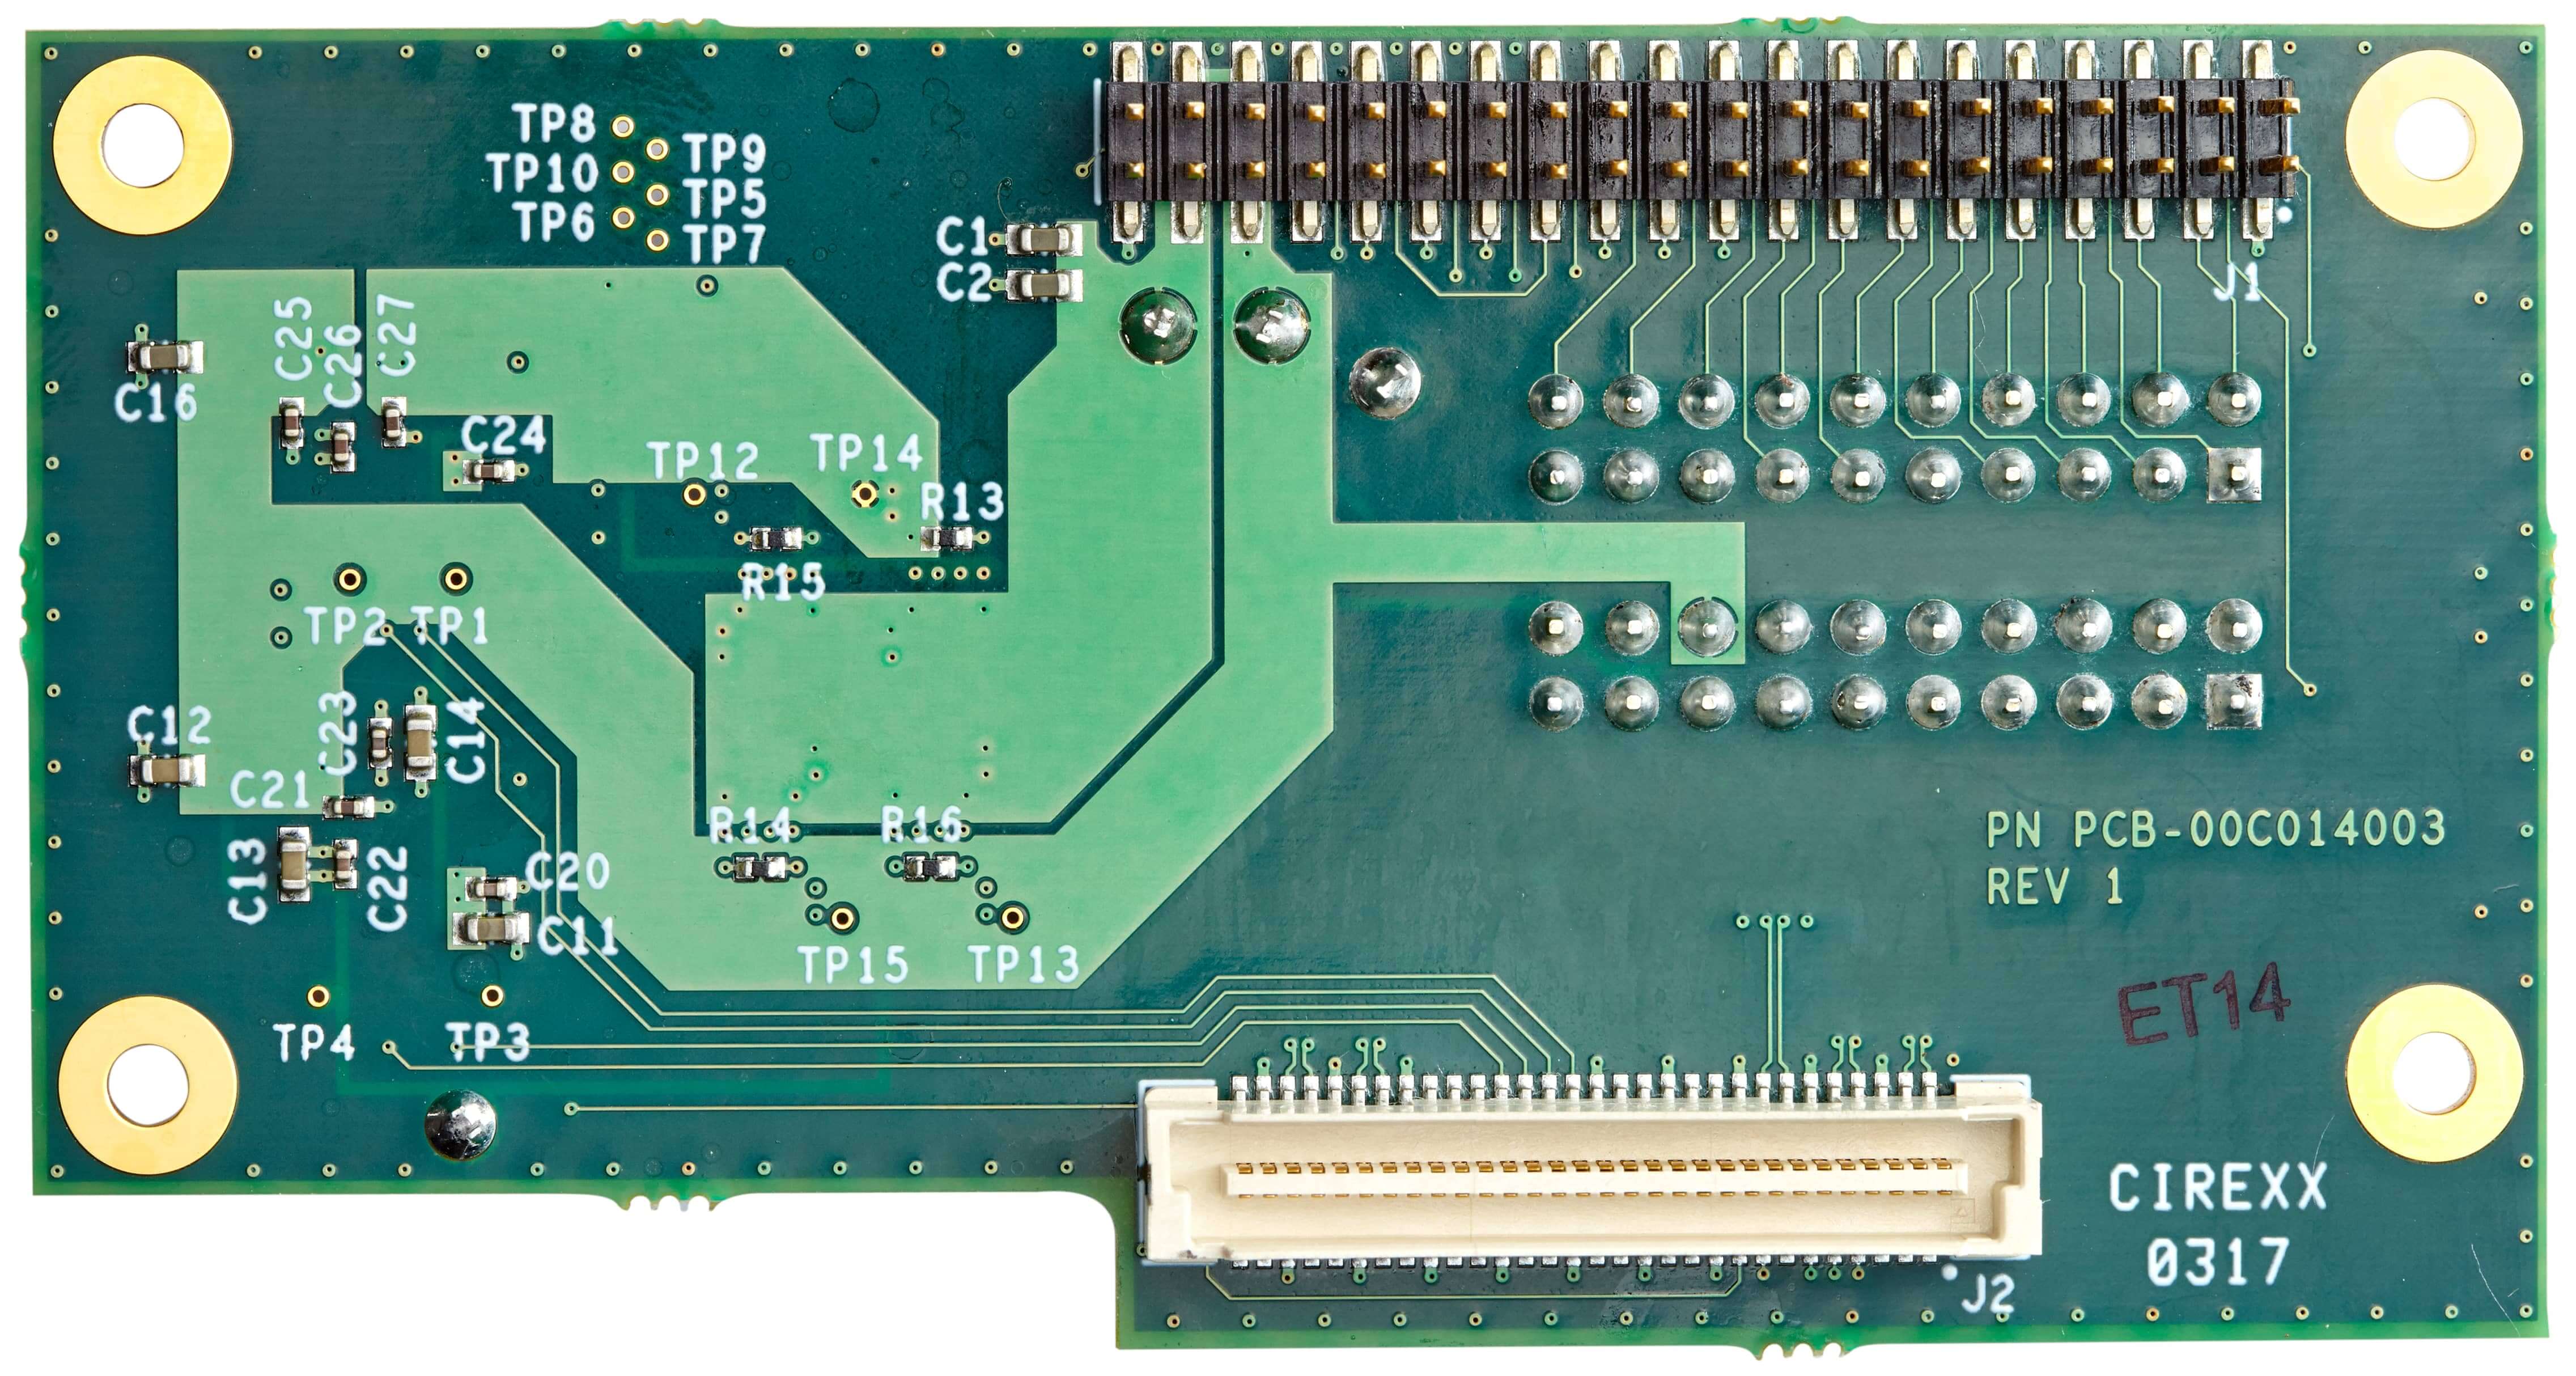 TP8
TP9
TP10
TP5
TP6
TP7
C1
C2
J1
C25
C26
C27
C16
C24
TP12
TP14
R13
R15
TP2
TP1
C12
C23
C14
C21
R14
R16
PN PCB-00C014003
REV 1
C13
C22
C20
C11
TP15
TP13
ET14
TP4
TP3
CIREXX
0317
J2